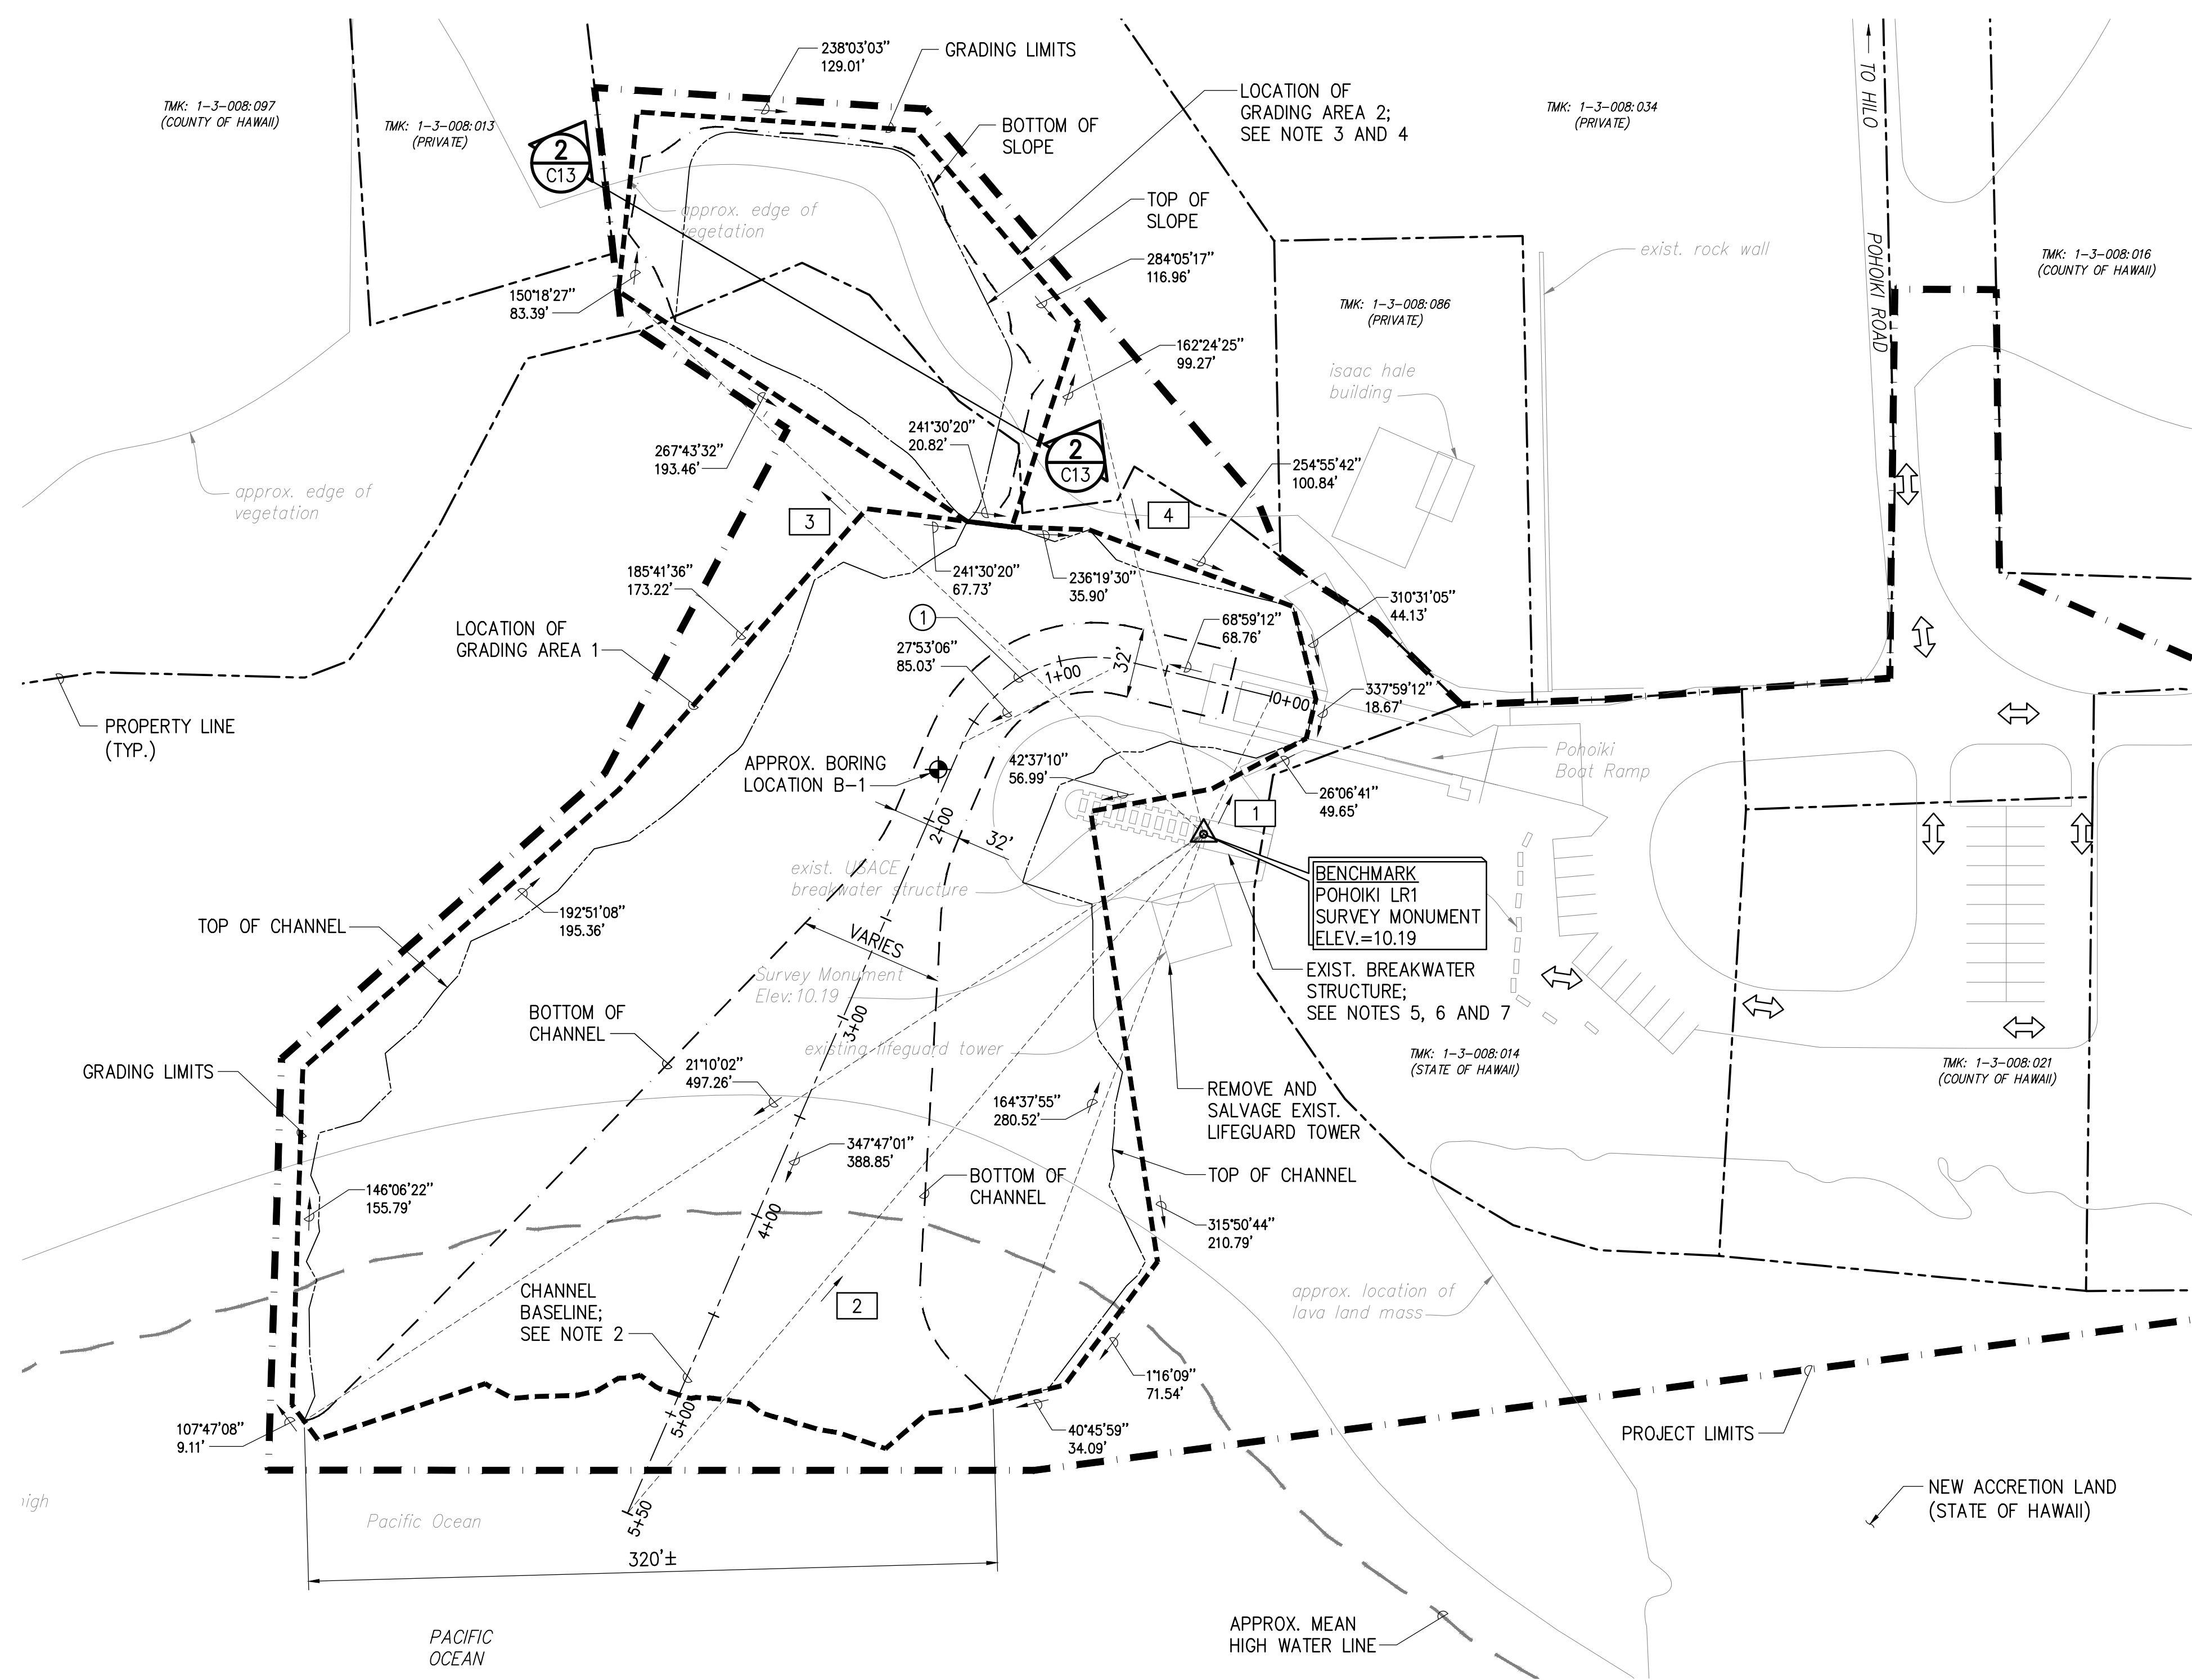 238°03'03"
129.01'
GRADING LIMITS
LOCATION OF
GRADING AREA 2;
SEE NOTE 3 AND 4
TMK: 1-3-008:097
(COUNTY OF HAWAII)
TMK: 1-3-008:013
(PRIVATE)
TMK: 1-3-008:034
(PRIVATE)
TO HILO
POHOIKI ROAD
2
C13
BOTTOM OF
SLOPE
TOP OF
SLOPE
approx. edge of
vegetation
exist. rock wall
TMK: 1-3-008:016
(COUNTY OF HAWAII)
284°05'17"
116.96'
150°18'27"
83.39'
TMK: 1-3-008:086
(PRIVATE)
162°24'25"
99.27'
isaac hale
building
241°30'20"
20.82'
267°43'32"
193.46'
2
C13
254°55'42"
100.84'
approx. edge of
vegetation
3
4
185°41'36"
173.22'
241°30'20"
67.73'
236°19'30"
35.90'
310°31'05"
44.13'
1
68°59'12"
68.76'
LOCATION OF
GRADING AREA 1
27°53'06"
85.03'
32'
1+00
0+00
337°59'12"
18.67'
PROPERTY LINE
(TYP.)
APPROX. BORING
LOCATION B-1
42°37'10"
56.99'
Pohoiki
Boat Ramp
26°06'41"
49.65'
1
2+00
32'
exist. USACE
breakwater structure
BENCHMARK
POHOIKI LR1
SURVEY MONUMENT
ELEV.=10.19
192°51'08"
195.36'
TOP OF CHANNEL
VARIES
Survey Monument
Elev:10.19
EXIST. BREAKWATER
STRUCTURE;
SEE NOTES 5, 6 AND 7
BOTTOM OF
CHANNEL
3+00
existing lifeguard tower
TMK: 1-3-008:014
(STATE OF HAWAII)
TMK: 1-3-008:021
(COUNTY OF HAWAII)
GRADING LIMITS
21°10'02"
497.26'
164°37'55"
280.52'
REMOVE AND
SALVAGE EXIST.
LIFEGUARD TOWER
347°47'01"
388.85'
BOTTOM OF
CHANNEL
TOP OF CHANNEL
146°06'22"
155.79'
4+00
315°50'44"
210.79'
CHANNEL
BASELINE;
SEE NOTE 2
2
approx. location of
lava land mass
1°16'09"
71.54'
107°47'08"
9.11'
5+00
40°45'59"
34.09'
PROJECT LIMITS
NEW ACCRETION LAND
(STATE OF HAWAII)
high
Pacific Ocean
5+50
320'±
APPROX. MEAN
HIGH WATER LINE
PACIFIC
OCEAN